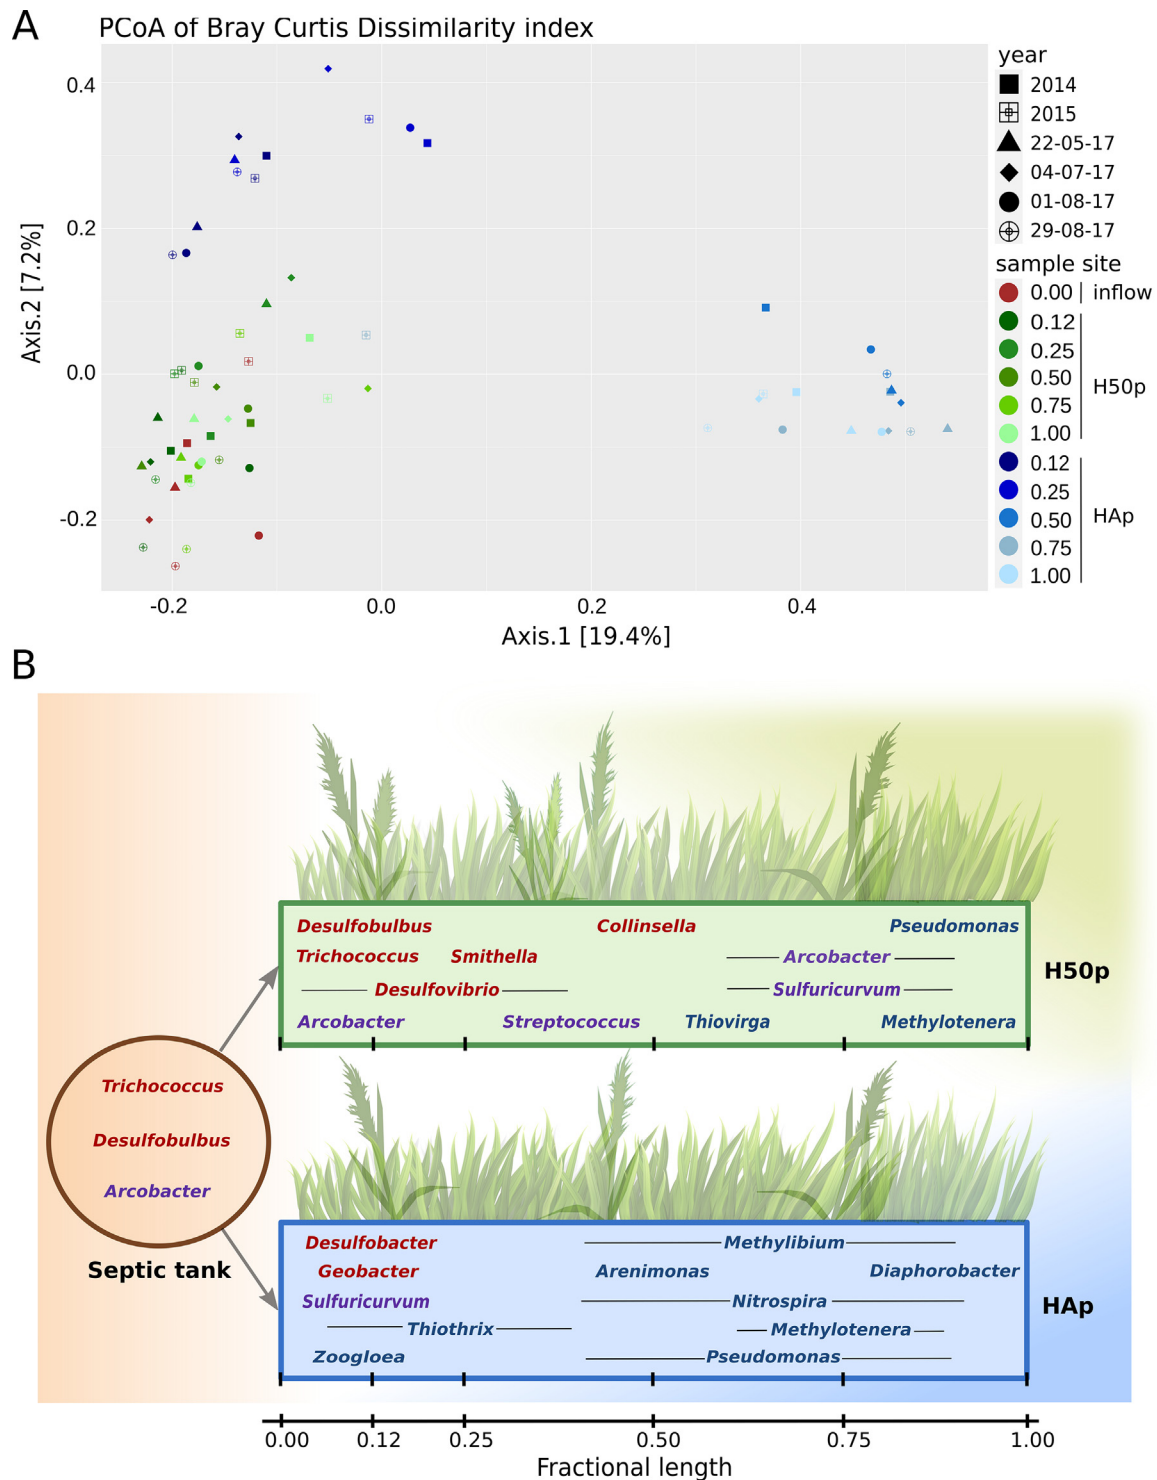 A
PCoA of Bray Curtis Dissimilarity index
0.4
0.2
0.0
-0.2
Axis.2 [7.2%]
-0.2
0.0
0.2
0.4
Axis.1 [19.4%]
year
2014
2015
22-05-17
04-07-17
01-08-17
29-08-17
sample site
0.00 inflow
0.12
0.25
0.50
0.75
1.00
H50p
0.12
0.25
0.50
0.75
1.00
HAp
B
Desulfobulbus Collinsella Pseudomonas
Trichococcus Smithella Arcobacter
Desulfovibrio Sulfuricurvum
Arcobacter Streptococcus Thiovirga Methylotenera
H50p
Trichococcus
Desulfobulbus
Arcobacter
Septic tank
Desulfobacter Methylibium
Geobacter Arenimonas Diaphorobacter
Sulfuricurvum Nitrospira
Thiothrix Methylotenera
Zoogloea Pseudomonas
HAp
0.00 0.12 0.25 0.50 0.75 1.00
Fractional length